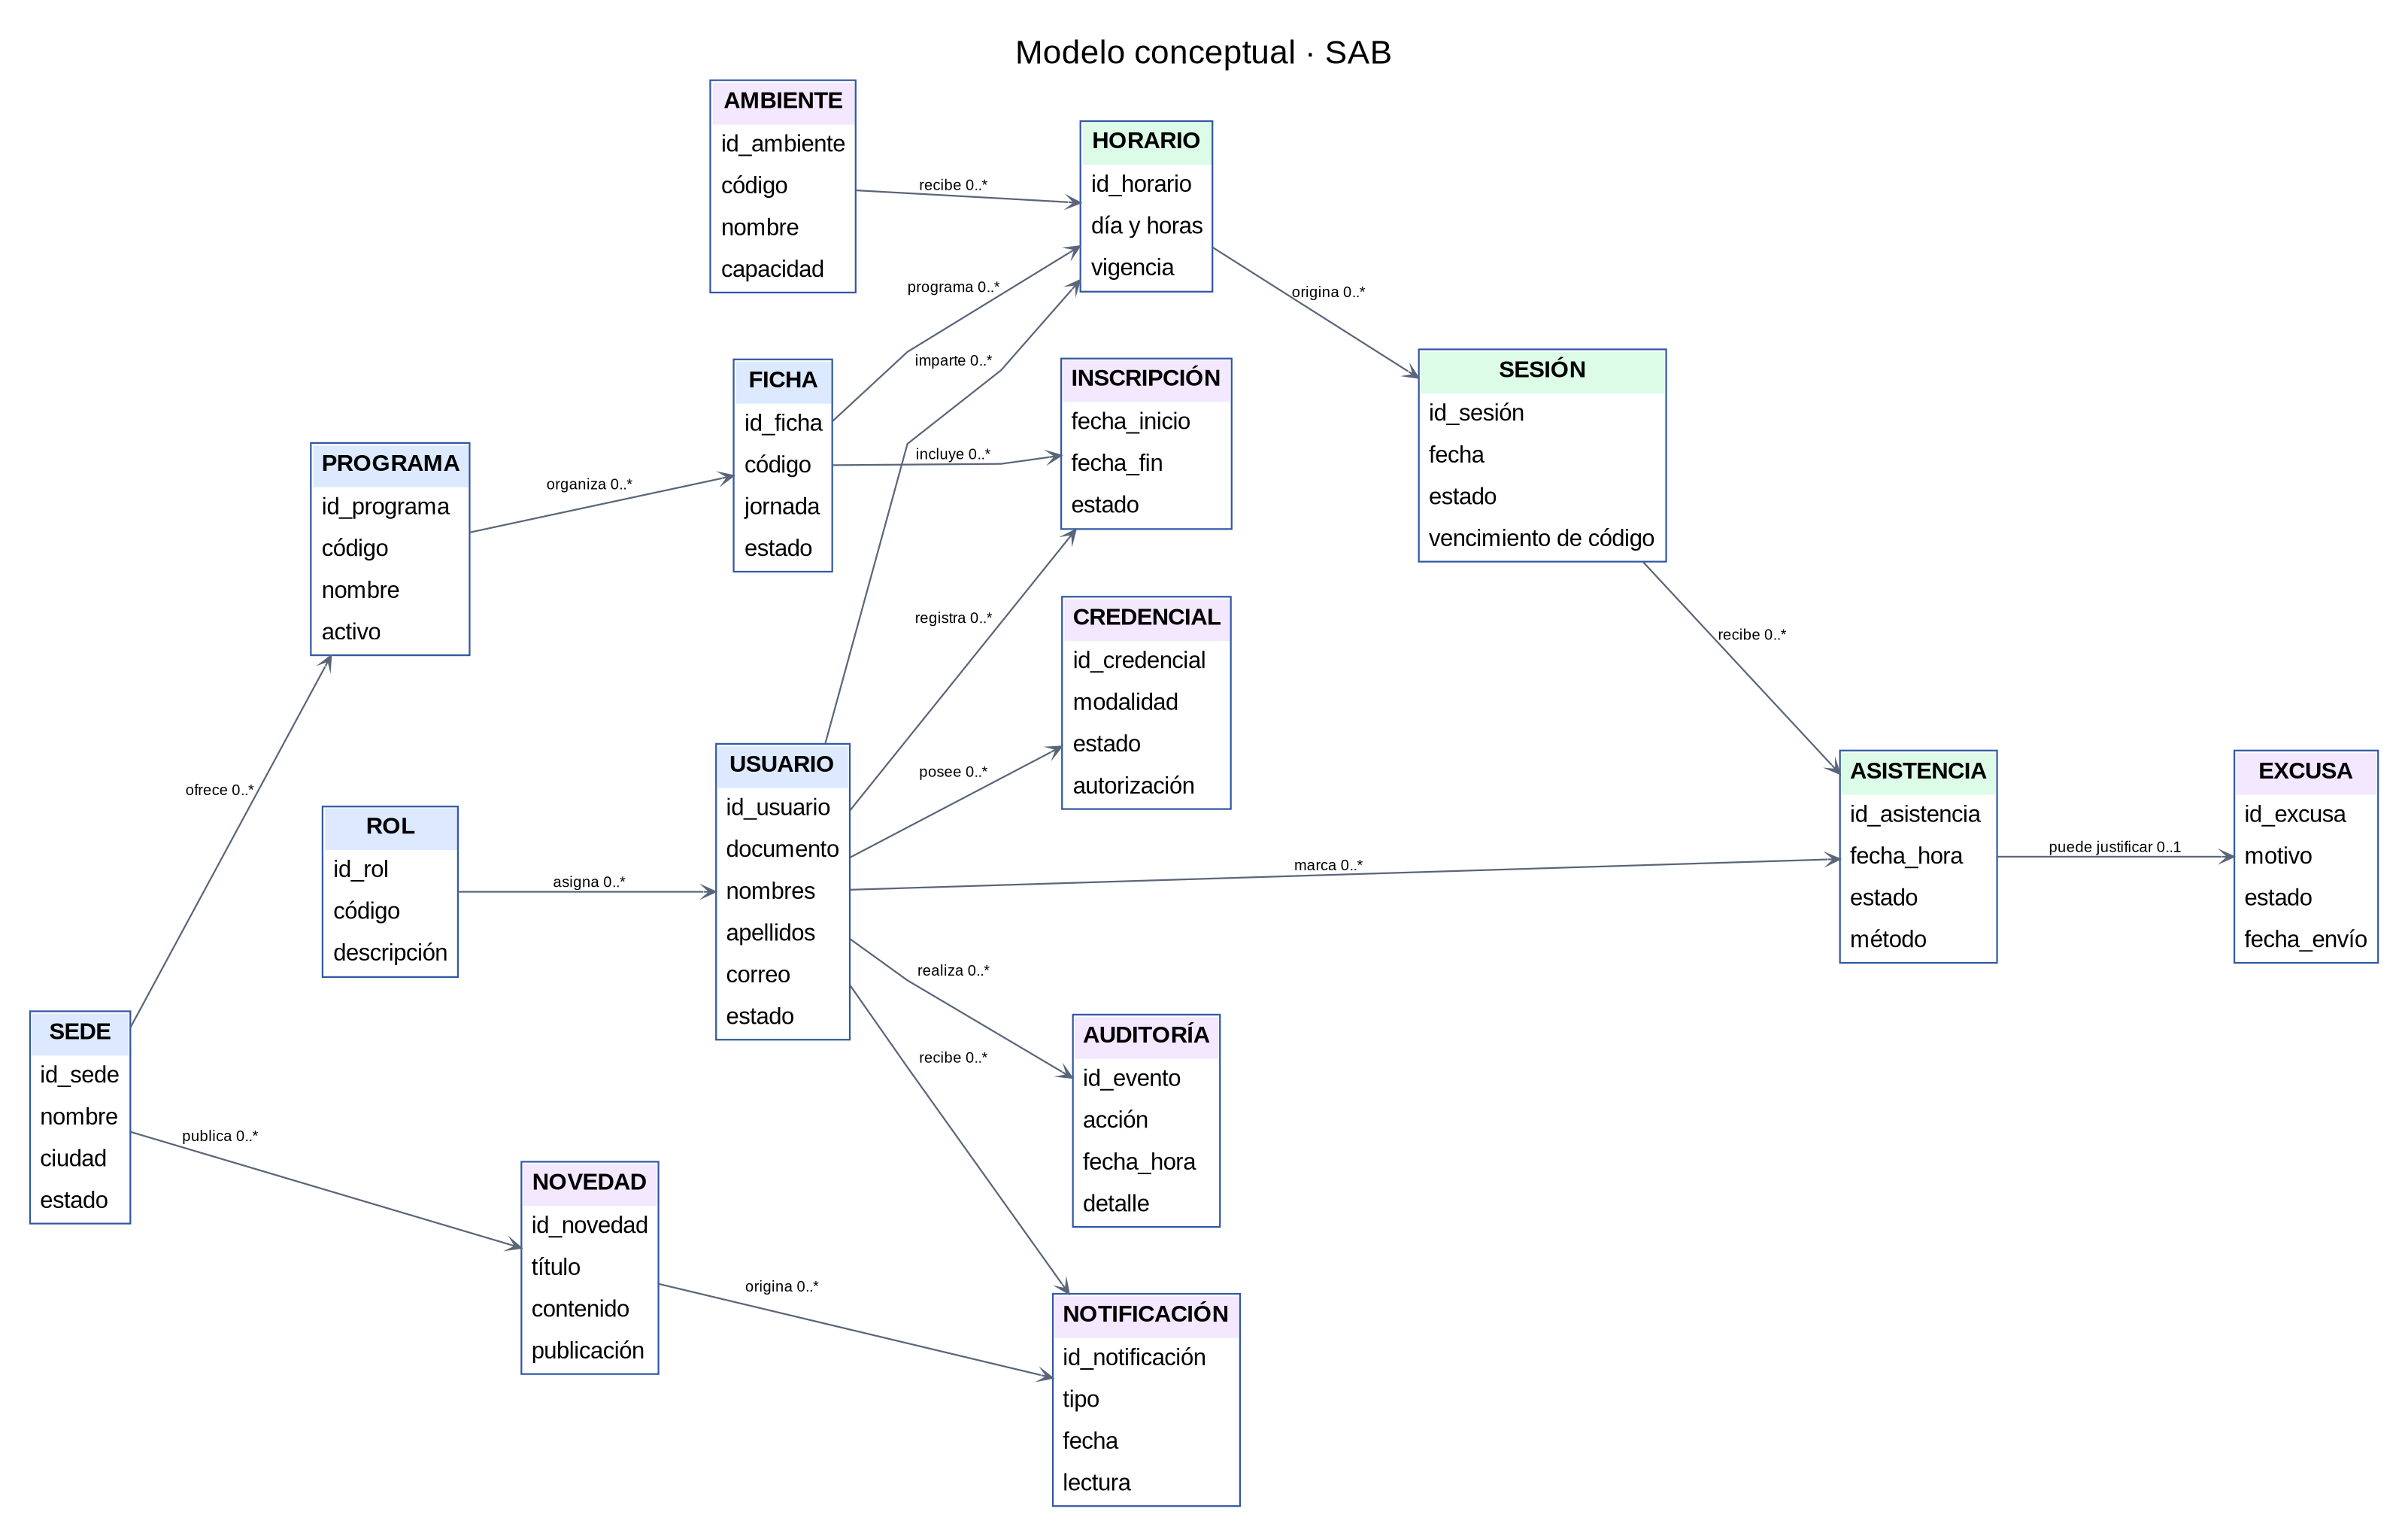 Modelo conceptual · SAB
AMBIENTE
id_ambiente
código
nombre
capacidad
recibe 0..*
HORARIO
id_horario
día y horas
vigencia
programa 0..*
imparte 0..*
origina 0..*
FICHA
id_ficha
código
jornada
estado
incluye 0..*
INSCRIPCIÓN
fecha_inicio
fecha_fin
estado
SESIÓN
id_sesión
fecha
estado
vencimiento de código
PROGRAMA
id_programa
código
nombre
activo
organiza 0..*
registra 0..*
CREDENCIAL
id_credencial
modalidad
estado
autorización
recibe 0..*
ofrece 0..*
ROL
id_rol
código
descripción
asigna 0..*
USUARIO
id_usuario
documento
nombres
apellidos
correo
estado
posee 0..*
marca 0..*
ASISTENCIA
id_asistencia
fecha_hora
estado
método
puede justificar 0..1
EXCUSA
id_excusa
motivo
estado
fecha_envío
realiza 0..*
recibe 0..*
AUDITORÍA
id_evento
acción
fecha_hora
detalle
SEDE
id_sede
nombre
ciudad
estado
publica 0..*
NOVEDAD
id_novedad
título
contenido
publicación
origina 0..*
NOTIFICACIÓN
id_notificación
tipo
fecha
lectura